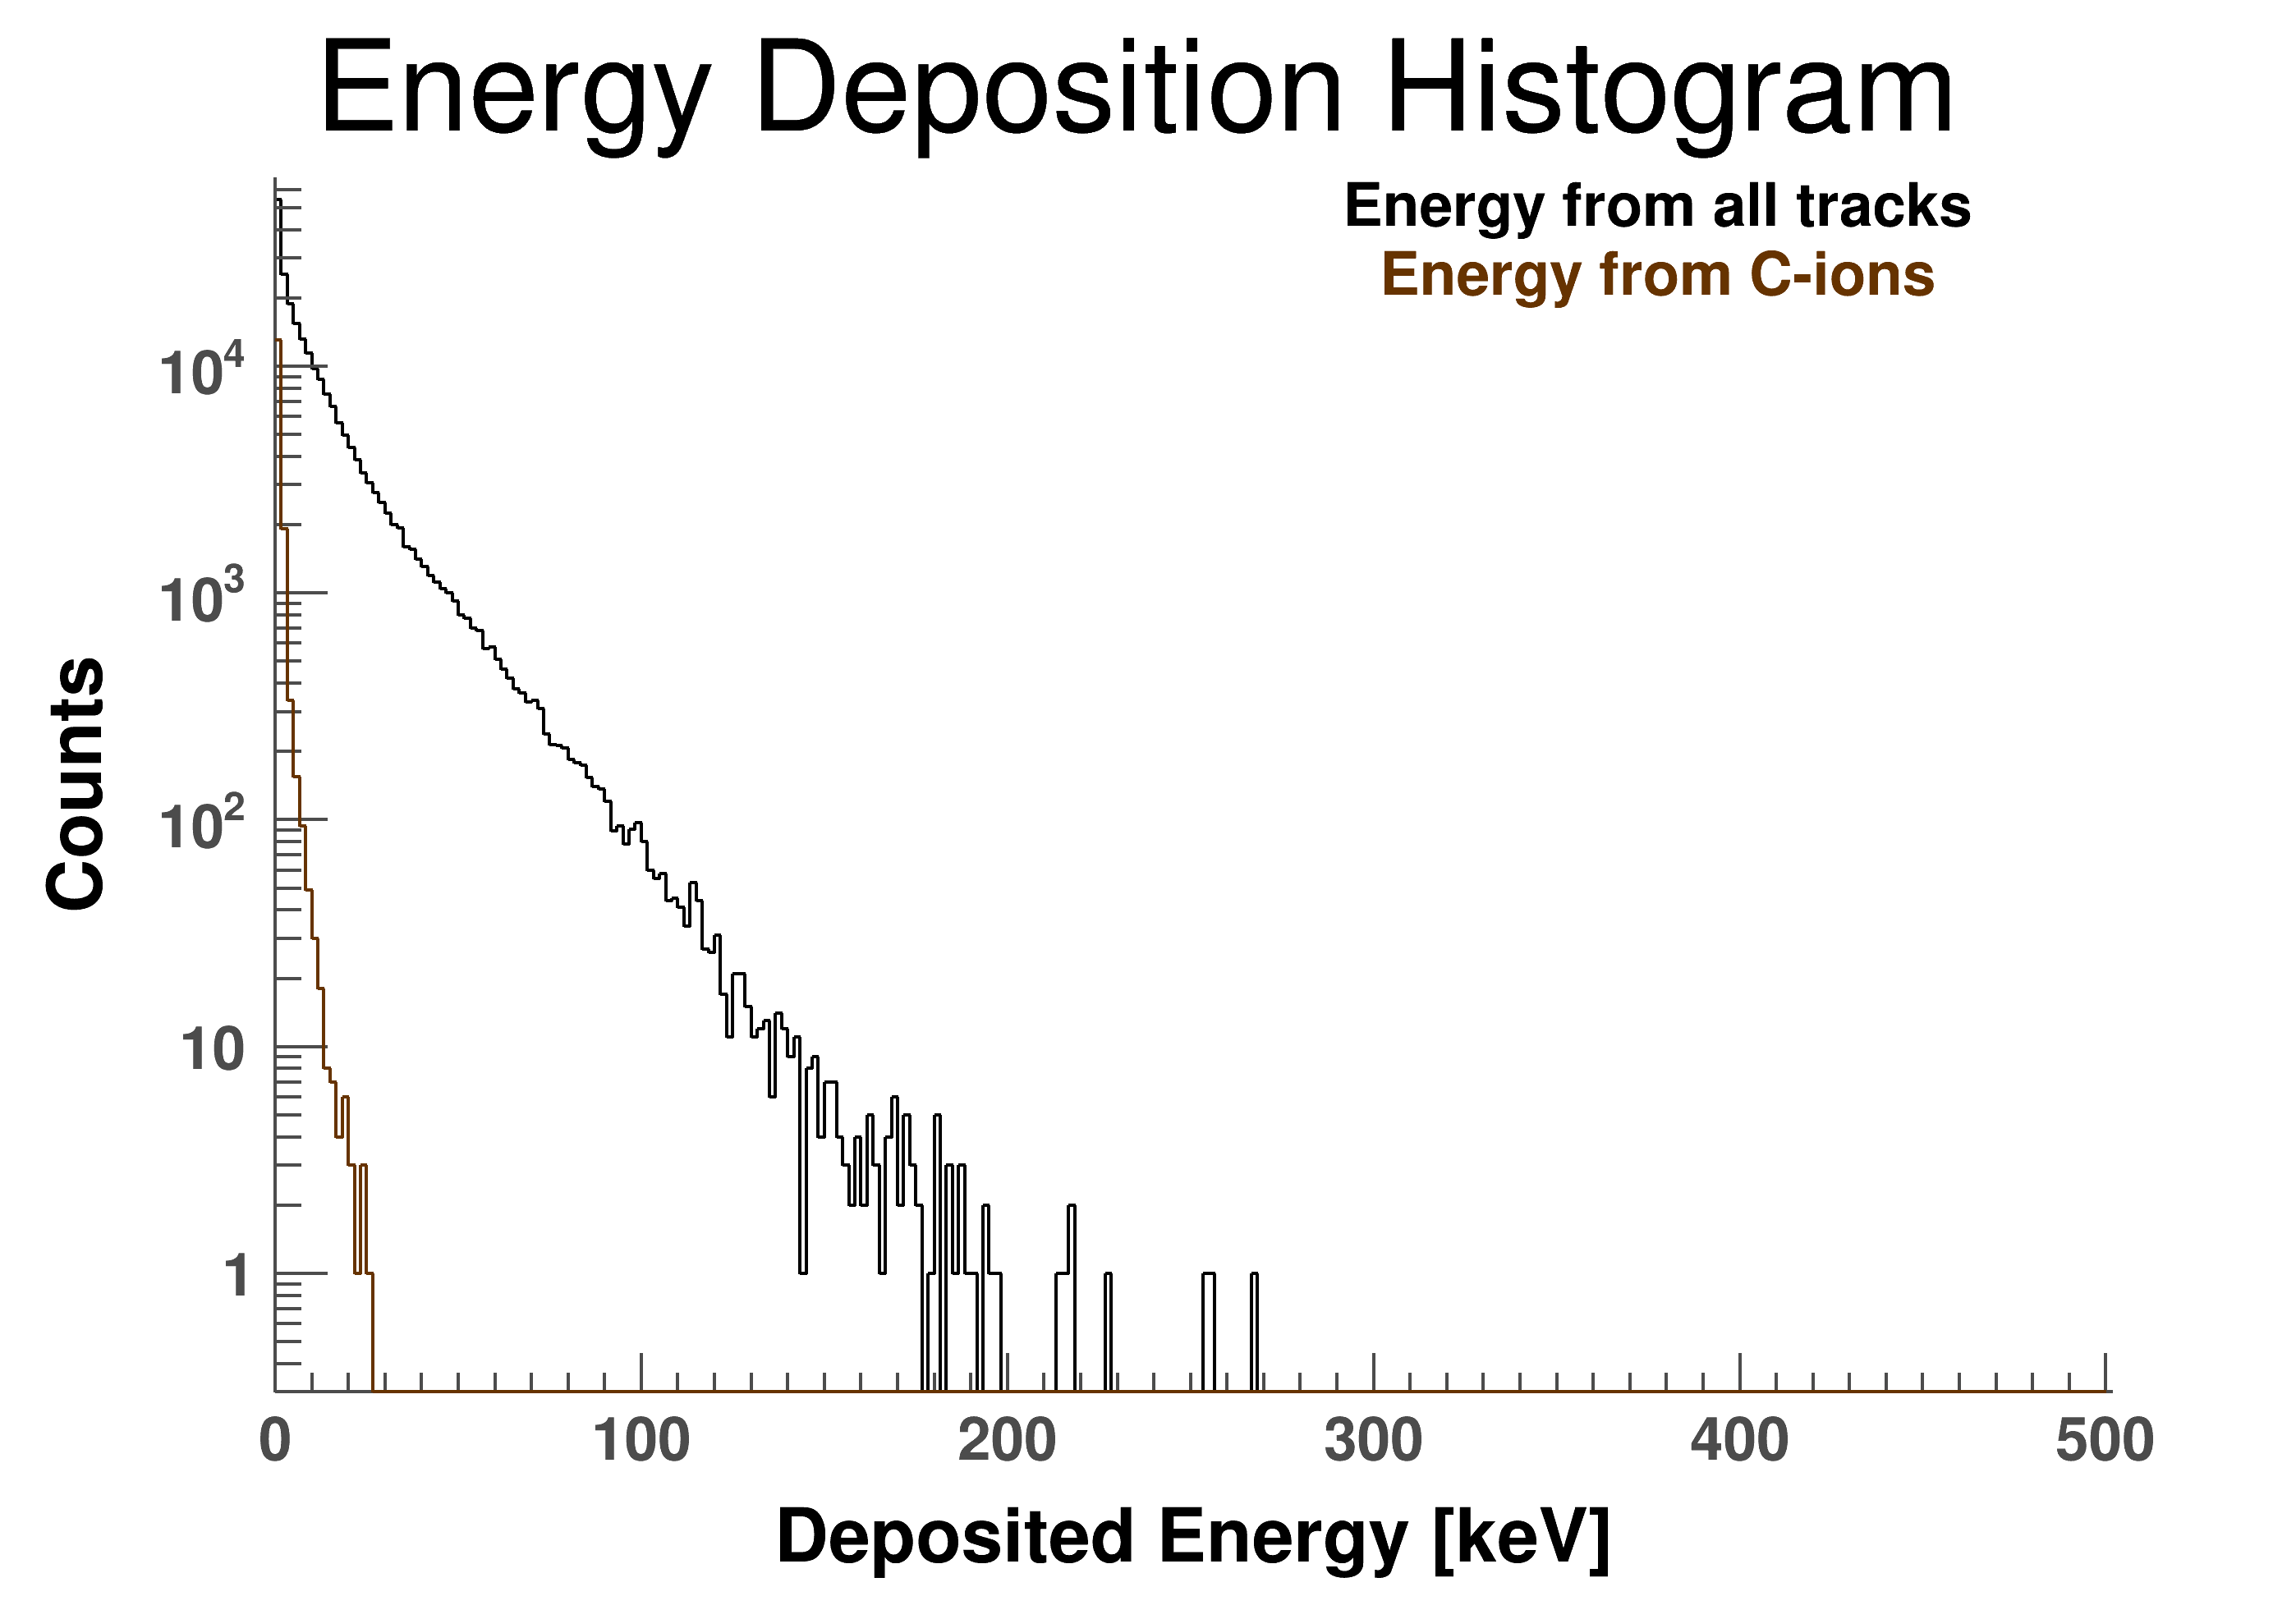 Energy Deposition Histogram
Energy from all tracks
Energy from C-ions
10⁴
10³
10²
10
1
Counts
0 100 200 300 400 500
Deposited Energy [keV]